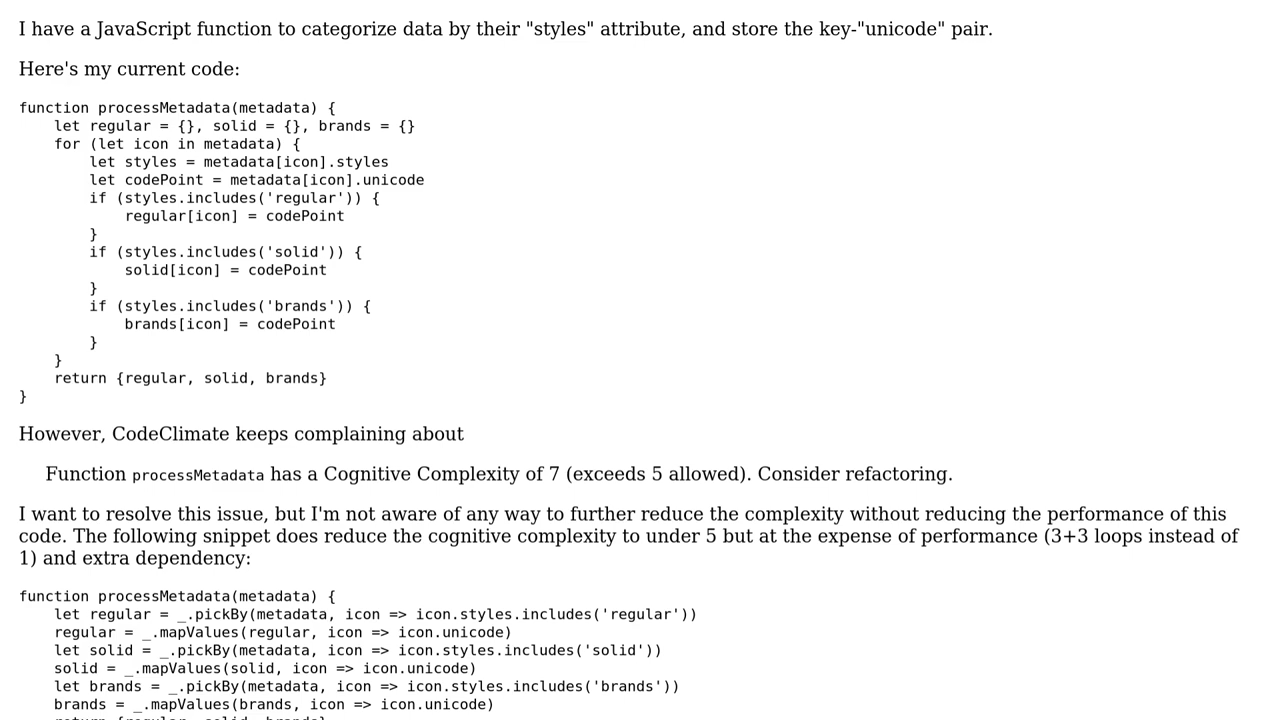 I have a JavaScript function to categorize data by their "styles" attribute, and store the key-"unicode" pair.
Here's my current code:
function processMetadata(metadata) {
    let regular = {}, solid = {}, brands = {}
    for (let icon in metadata) {
        let styles = metadata[icon].styles
        let codePoint = metadata[icon].unicode
        if (styles.includes('regular')) {
            regular[icon] = codePoint
        }
        if (styles.includes('solid')) {
            solid[icon] = codePoint
        }
        if (styles.includes('brands')) {
            brands[icon] = codePoint
        }
    }
    return {regular, solid, brands}
}
However, CodeClimate keeps complaining about
Function processMetadata has a Cognitive Complexity of 7 (exceeds 5 allowed). Consider refactoring.
I want to resolve this issue, but I'm not aware of any way to further reduce the complexity without reducing the performance of this
code. The following snippet does reduce the cognitive complexity to under 5 but at the expense of performance (3+3 loops instead of
1) and extra dependency:
function processMetadata(metadata) {
    let regular = _.pickBy(metadata, icon => icon.styles.includes('regular'))
    regular = _.mapValues(regular, icon => icon.unicode)
    let solid = _.pickBy(metadata, icon => icon.styles.includes('solid'))
    solid = _.mapValues(solid, icon => icon.unicode)
    let brands = _.pickBy(metadata, icon => icon.styles.includes('brands'))
    brands = _.mapValues(brands, icon => icon.unicode)
    return {regular, solid, brands}